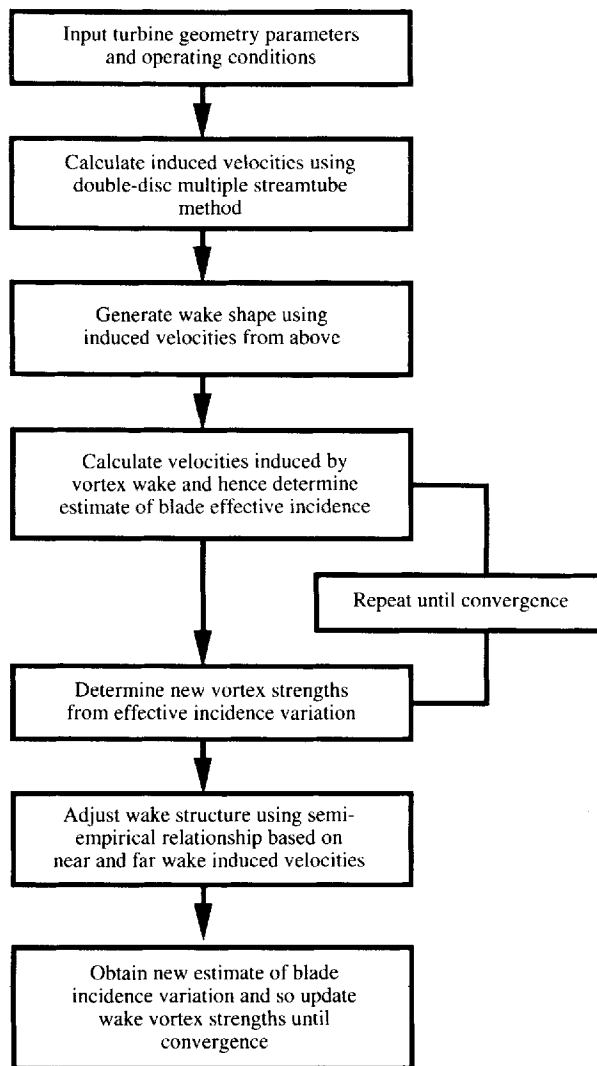 Input turbine geometry parameters
and operating conditions
Calculate induced velocities using
double-disc multiple streamtube
method
Generate wake shape using
induced velocities from above
Calculate velocities induced by
vortex wake and hence determine
estimate of blade effective incidence
Repeat until convergence
Determine new vortex strengths
from effective incidence variation
Adjust wake structure using semi-
empirical relationship based on
near and far wake induced velocities
Obtain new estimate of blade
incidence variation and so update
wake vortex strengths until
convergence